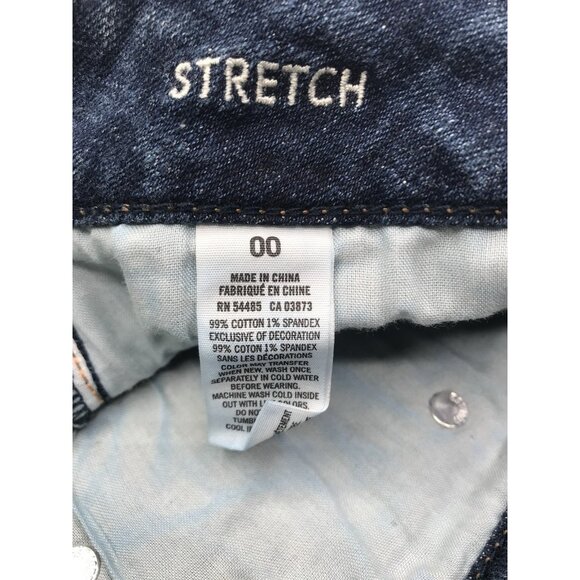 STRETCH
00
MADE IN CHINA
FABRIQUÉ EN CHINE
RN 54485 CA 03873
99% COTTON 1% SPANDEX
EXCLUSIVE OF DECORATION
99% COTON 1% SPANDEX
SANS LES DÉCORATIONS
COLOR MAY TRANSFER
WHEN NEW. WASH ONCE
SEPARATELY IN COLD WATER
BEFORE WEARING.
MACHINE WASH COLD INSIDE
OUT WITH COLORS.
DO NOT